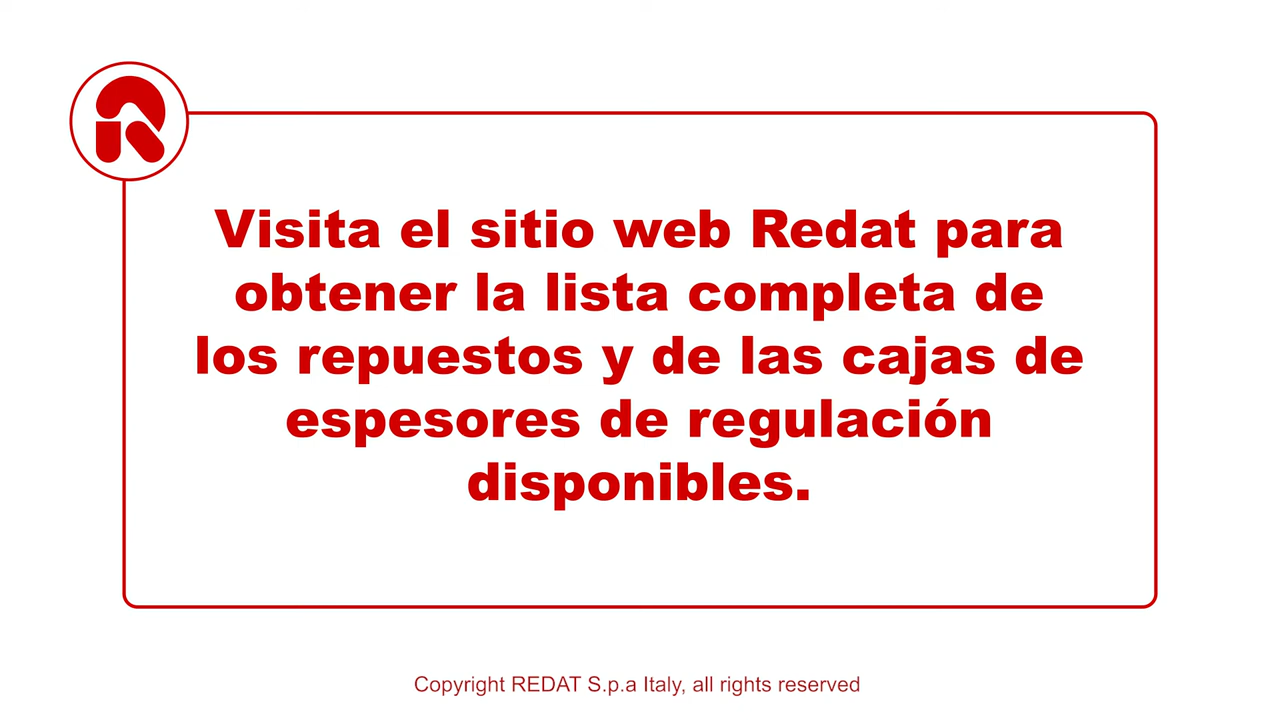 Visita el sitio web Redat para
obtener la lista completa de
los repuestos y de las cajas de
espesores de regulación
disponibles.
Copyright REDAT S.p.a Italy, all rights reserved